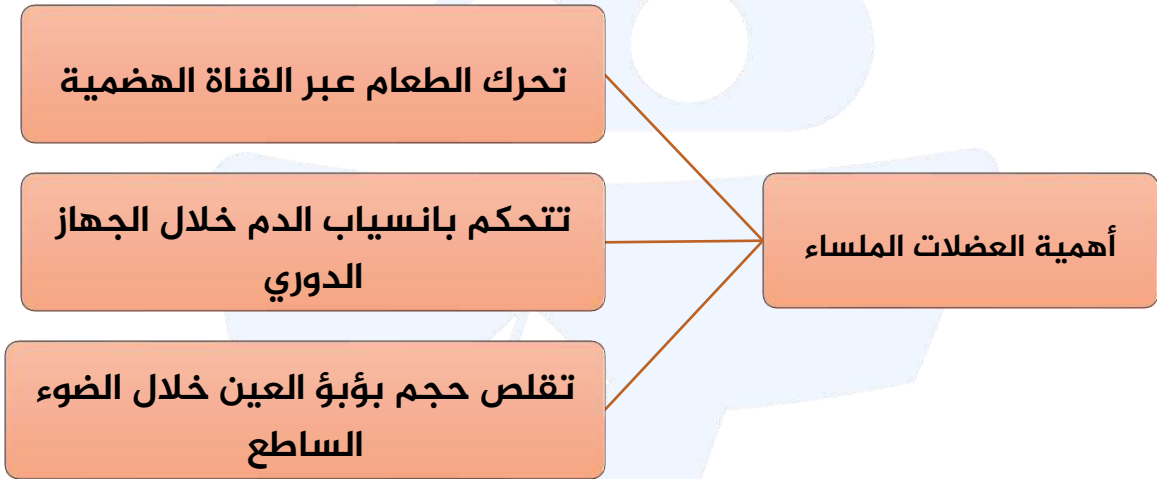 أهمية العضلات الملساء
تحرك الطعام عبر القناة الهضمية
تتحكم بانسياب الدم خلال الجهاز
الدوري
تقلص حجم بؤبؤ العين خلال الضوء
الساطع